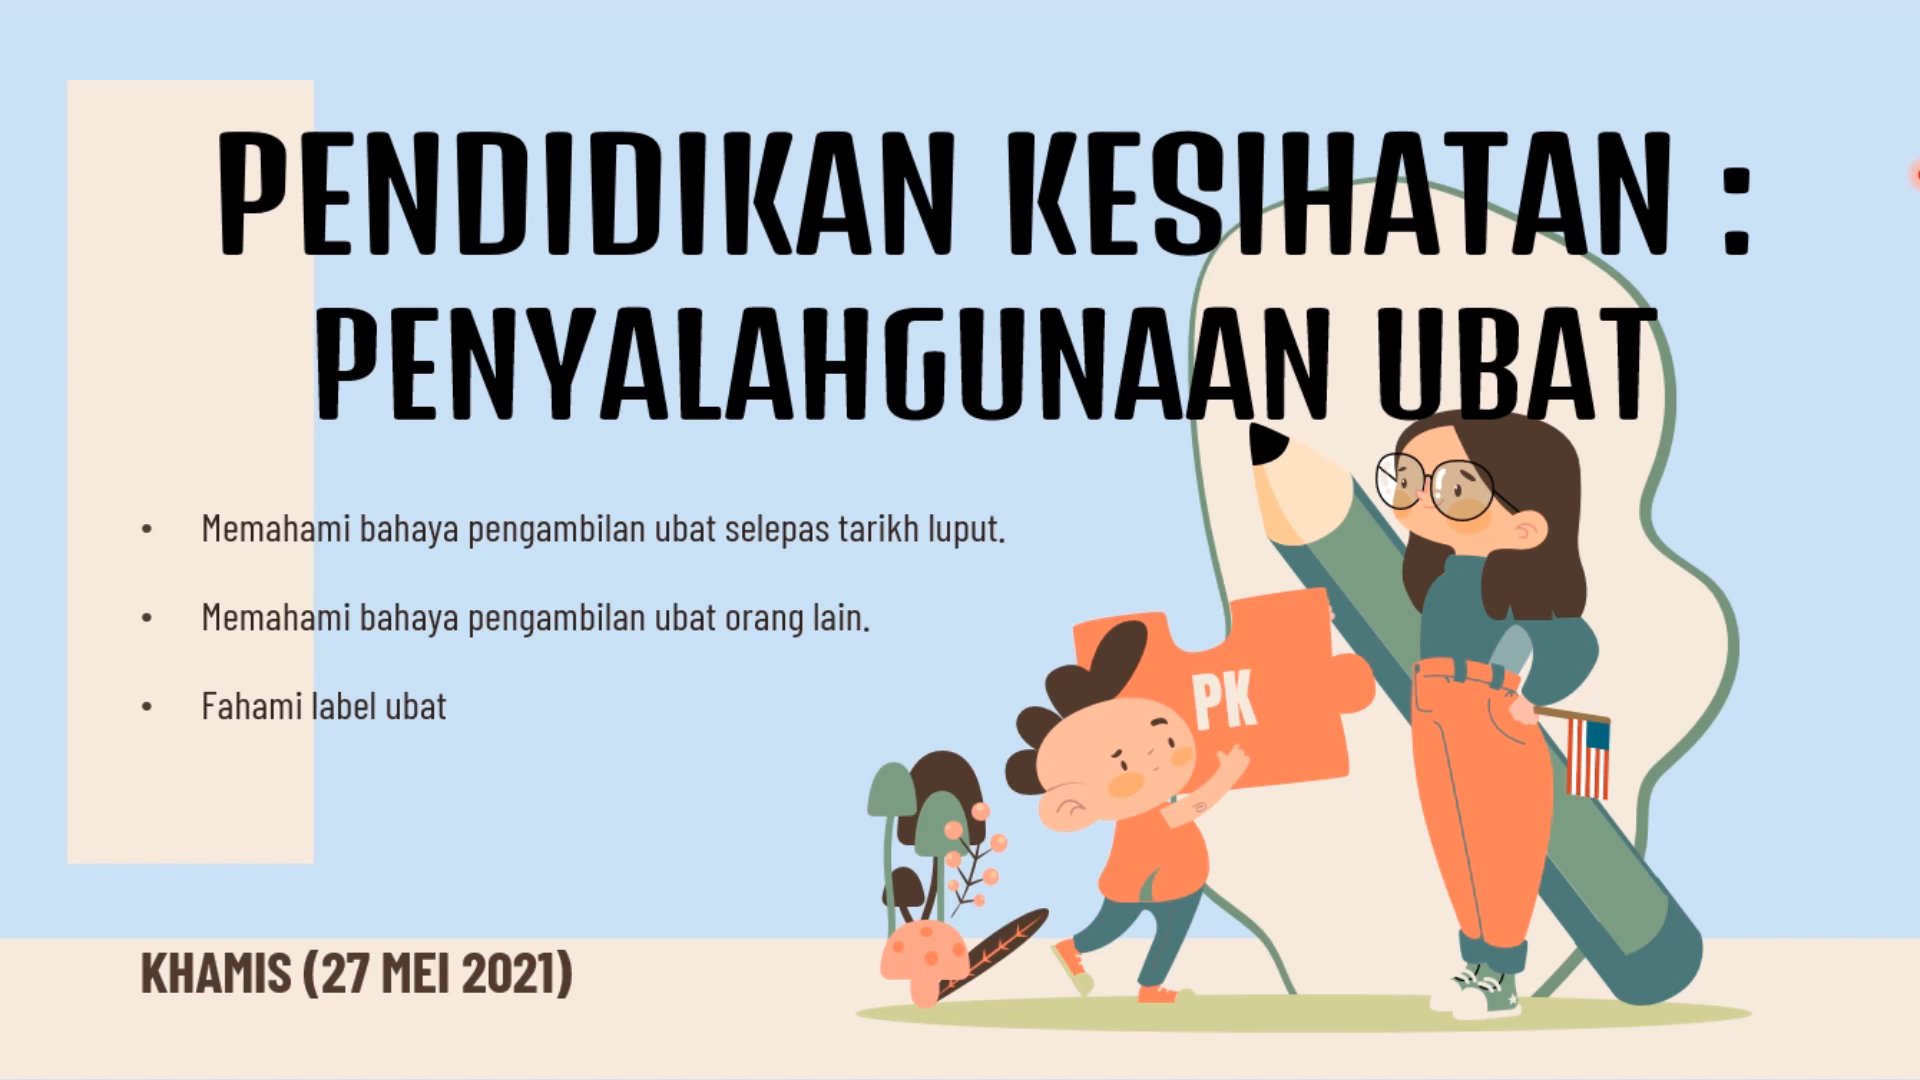 PENDIDIKAN KESIHATAN :
PENYALAHGUNAAN UBAT
• Memahami bahaya pengambilan ubat selepas tarikh luput.
• Memahami bahaya pengambilan ubat orang lain.
• Fahami label ubat
PK
KHAMIS (27 MEI 2021)